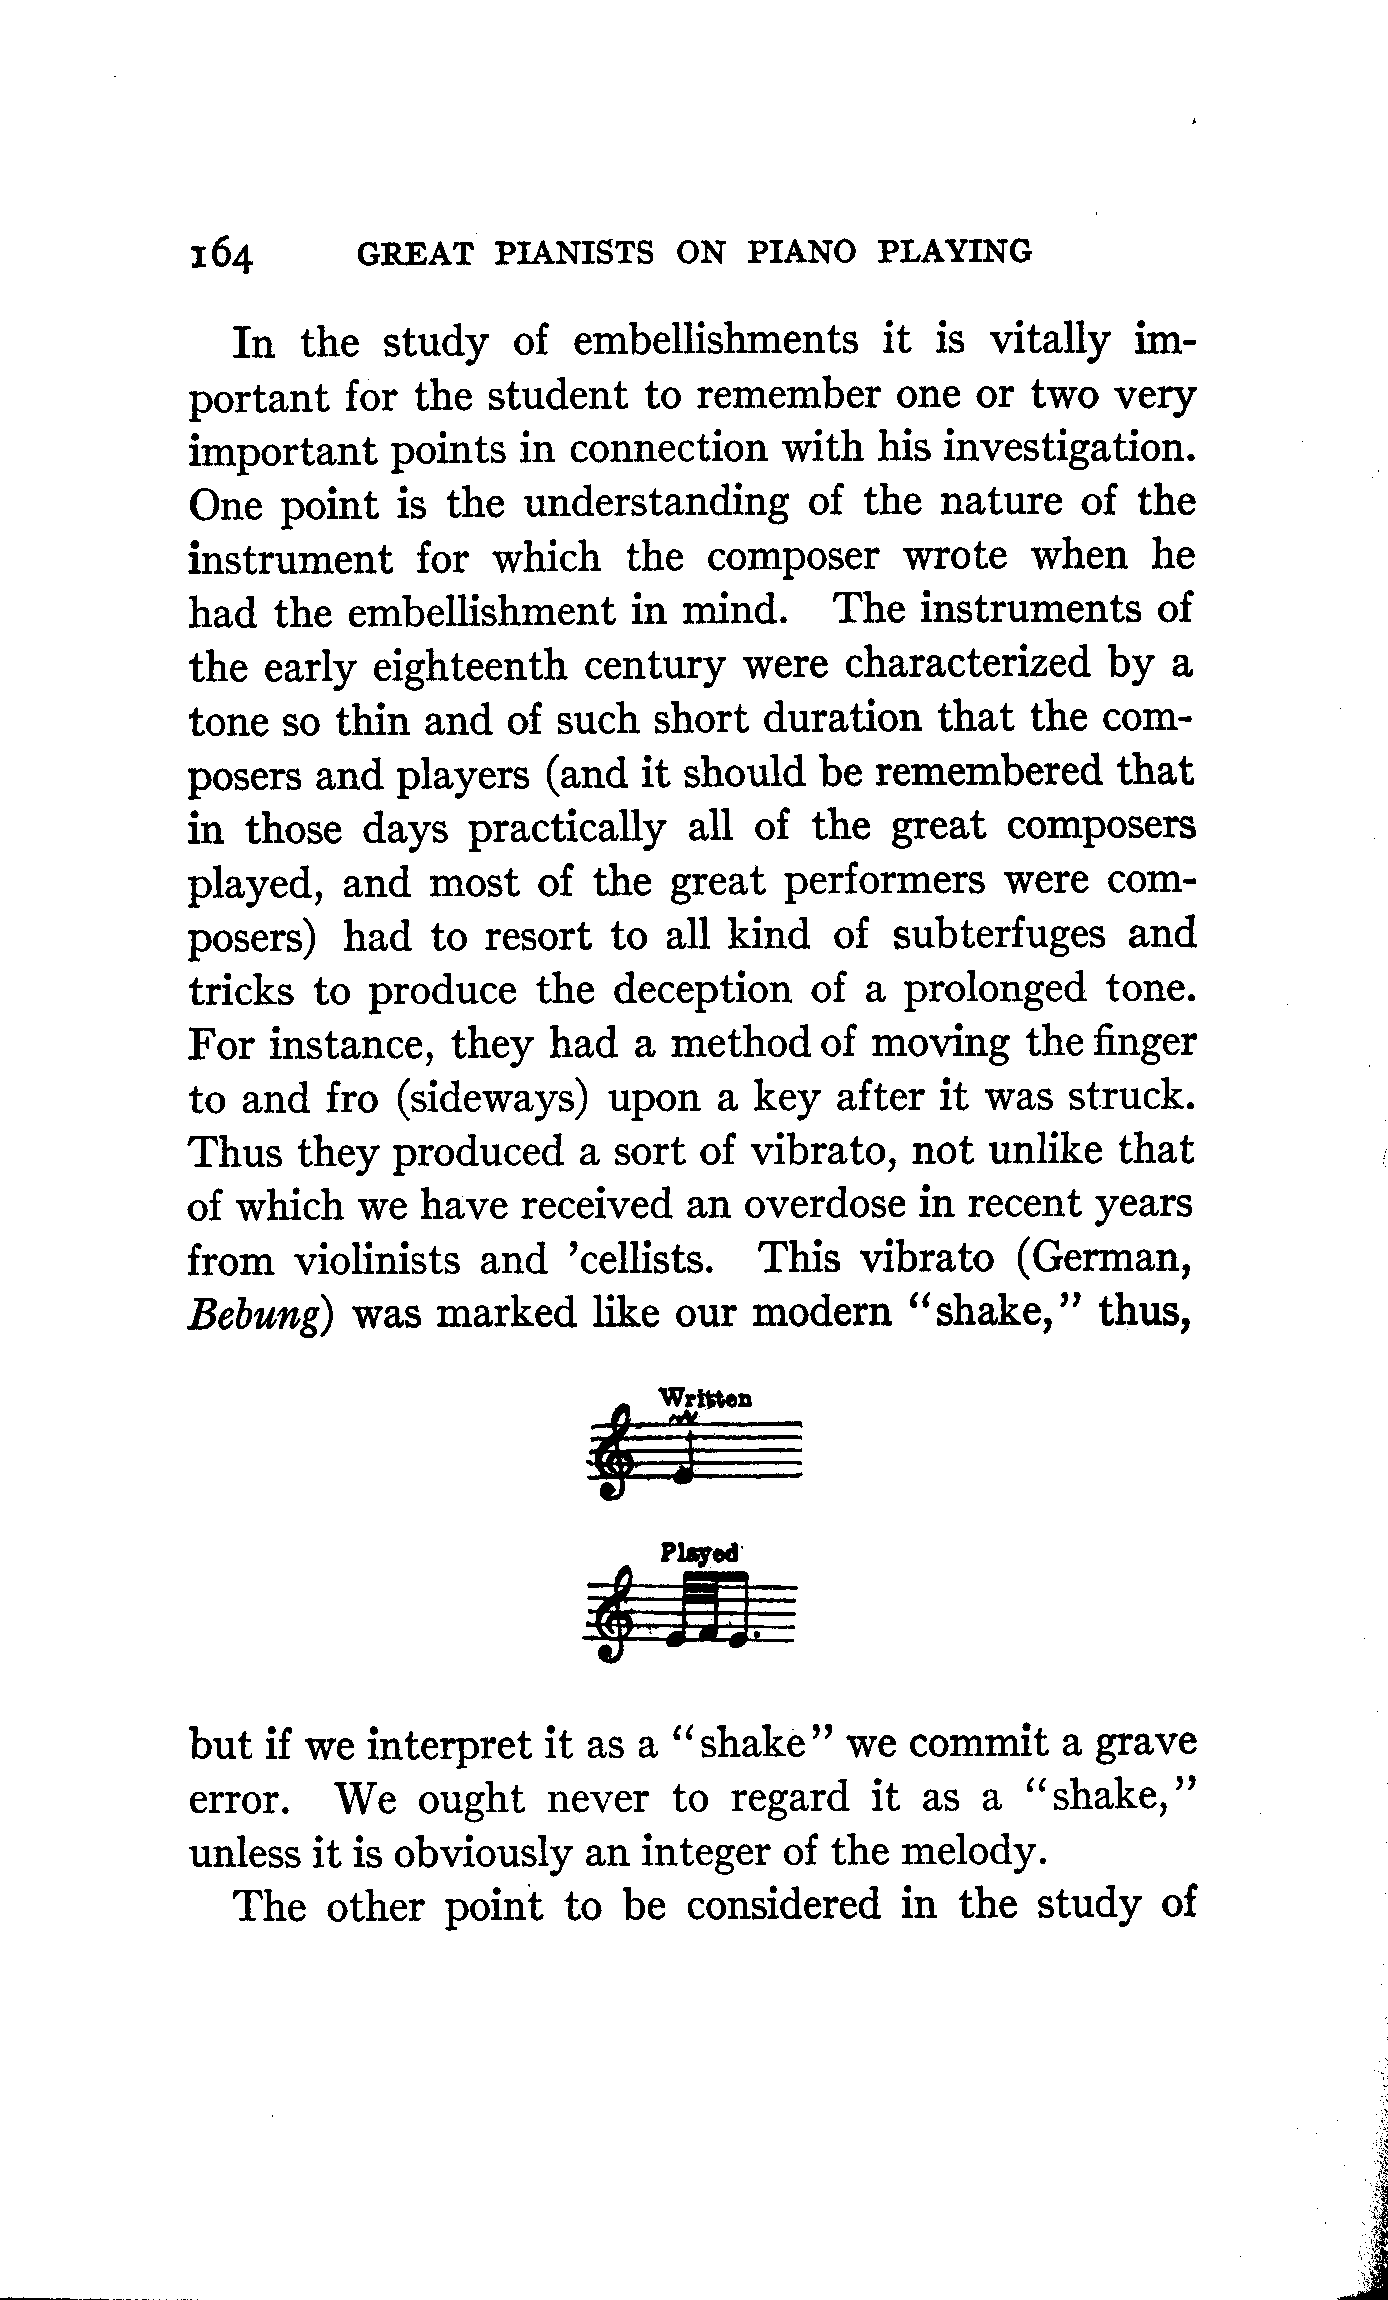 164 GREAT PIANISTS ON PIANO PLAYING
In the study of embellishments it is vitally im-
portant for the student to remember one or two very
important points in connection with his investigation.
One point is the understanding of the nature of the
instrument for which the composer wrote when he
had the embellishment in mind. The instruments of
the early eighteenth century were characterized by a
tone so thin and of such short duration that the com-
posers and players (and it should be remembered that
in those days practically all of the great composers
played, and most of the great performers were com-
posers) had to resort to all kind of subterfuges and
tricks to produce the deception of a prolonged tone.
For instance, they had a method of moving the finger
to and fro (sideways) upon a key after it was struck.
Thus they produced a sort of vibrato, not unlike that
of which we have received an overdose in recent years
from violinists and 'cellists. This vibrato (German,
Bebung) was marked like our modern "shake," thus,
Written
Played
but if we interpret it as a "shake" we commit a grave
error. We ought never to regard it as a "shake,"
unless it is obviously an integer of the melody.
The other point to be considered in the study of